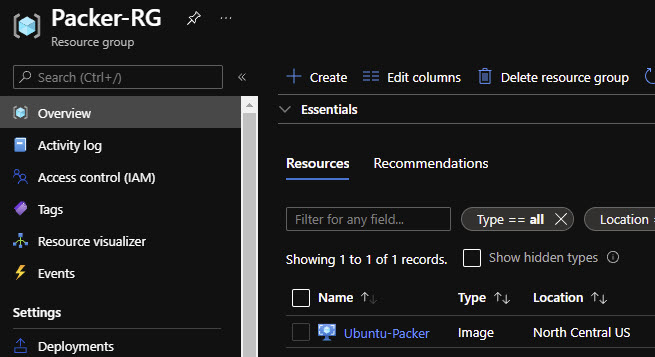 Packer-RG
Resource group
Search (Ctrl+/)
Overview
Activity log
Access control (IAM)
Tags
Resource visualizer
Events
Settings
Deployments
Create Edit columns Delete resource group
Essentials
Resources Recommendations
Filter for any field... Type == all Location =
Showing 1 to 1 of 1 records. Show hidden types
Name Type Location
Ubuntu-Packer Image North Central US